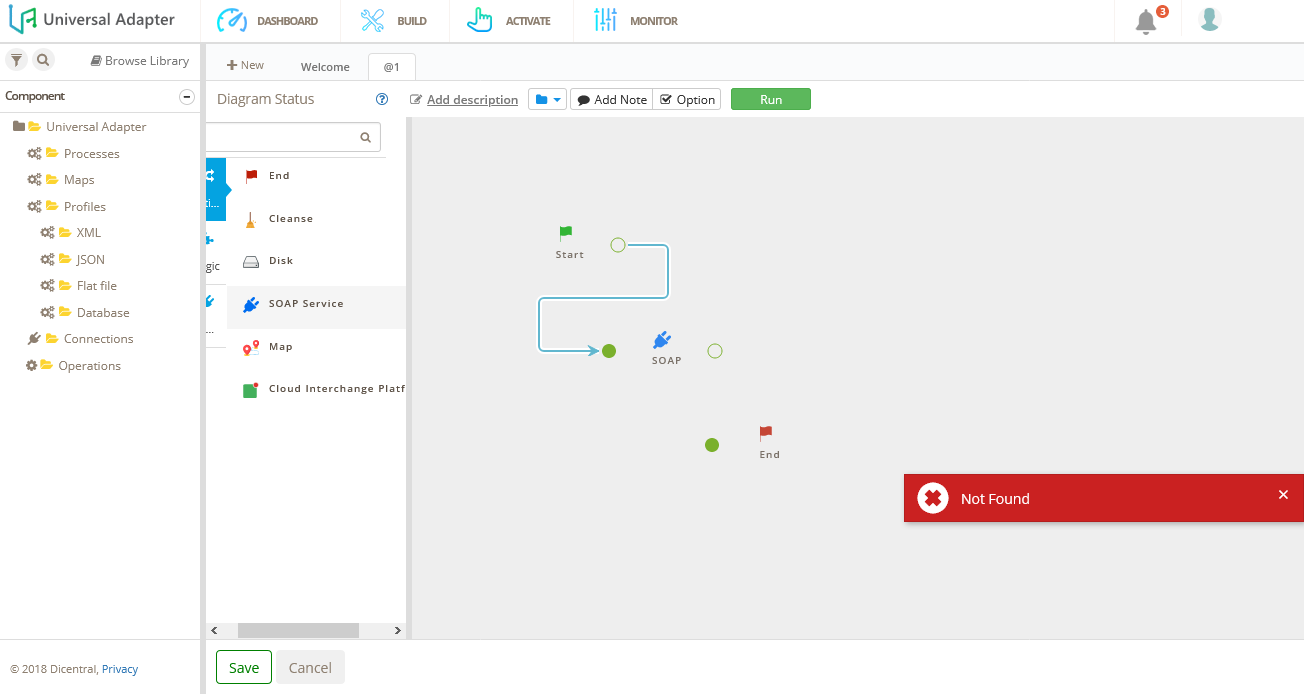 Universal Adapter
DASHBOARD
BUILD
ACTIVATE
MONITOR
3
Browse Library
New
Welcome
@1
Component
Diagram Status
Add description
Add Note
Option
Run
Universal Adapter
Processes
Maps
Profiles
XML
JSON
Flat file
Database
Connections
Operations
ti...
gic
...
End
Cleanse
Disk
SOAP Service
Map
Cloud Interchange Platf
Start
SOAP
End
Not Found
Save
Cancel
© 2018 Dicentral, Privacy